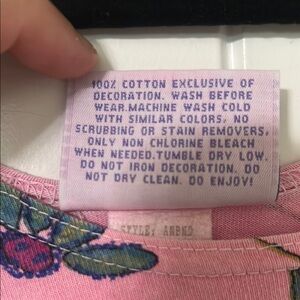 100% COTTON EXCLUSIVE OF
DECORATION. WASH BEFORE
WEAR.MACHINE WASH COLD
WITH SIMILAR COLORS. NO
SCRUBBING OR STAIN REMOVERS,
ONLY NON CHLORINE BLEACH
WHEN NEEDED.TUMBLE DRY LOW.
DO NOT IRON DECORATION. DO
NOT DRY CLEAN. DO ENJOY!
STYLE: